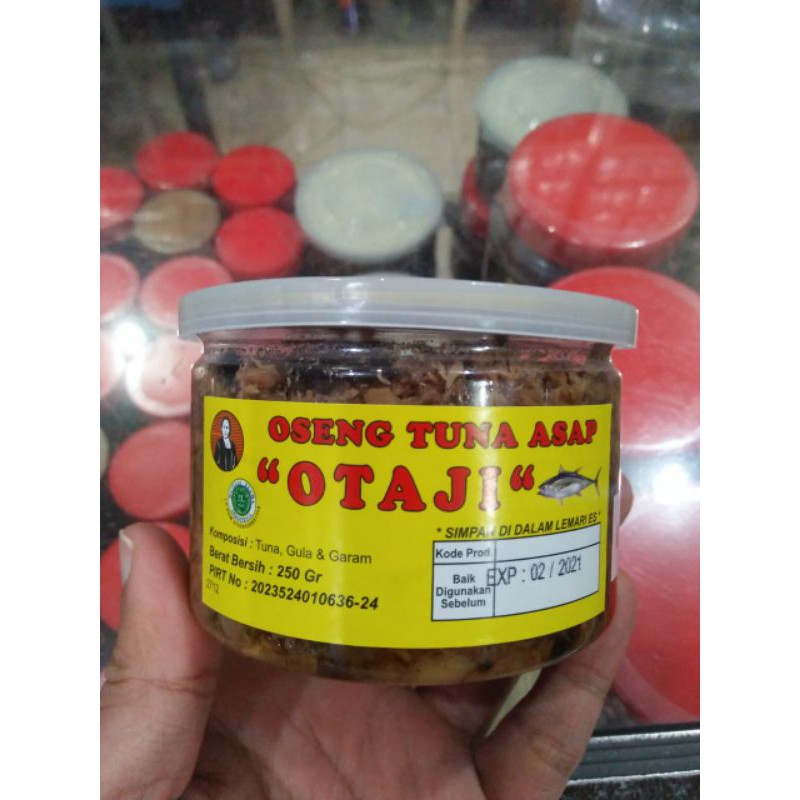 OSENG TUNA ASAP
“OTAJI“
* SIMPAN DI DALAM LEMARI ES *
Komposisi : Tuna, Gula & Garam
Berat Bersih : 250 Gr
PIRT No : 2023524010636-24
2712
Kode Prod.
Baik Digunakan Sebelum
EXP : 02 / 2021